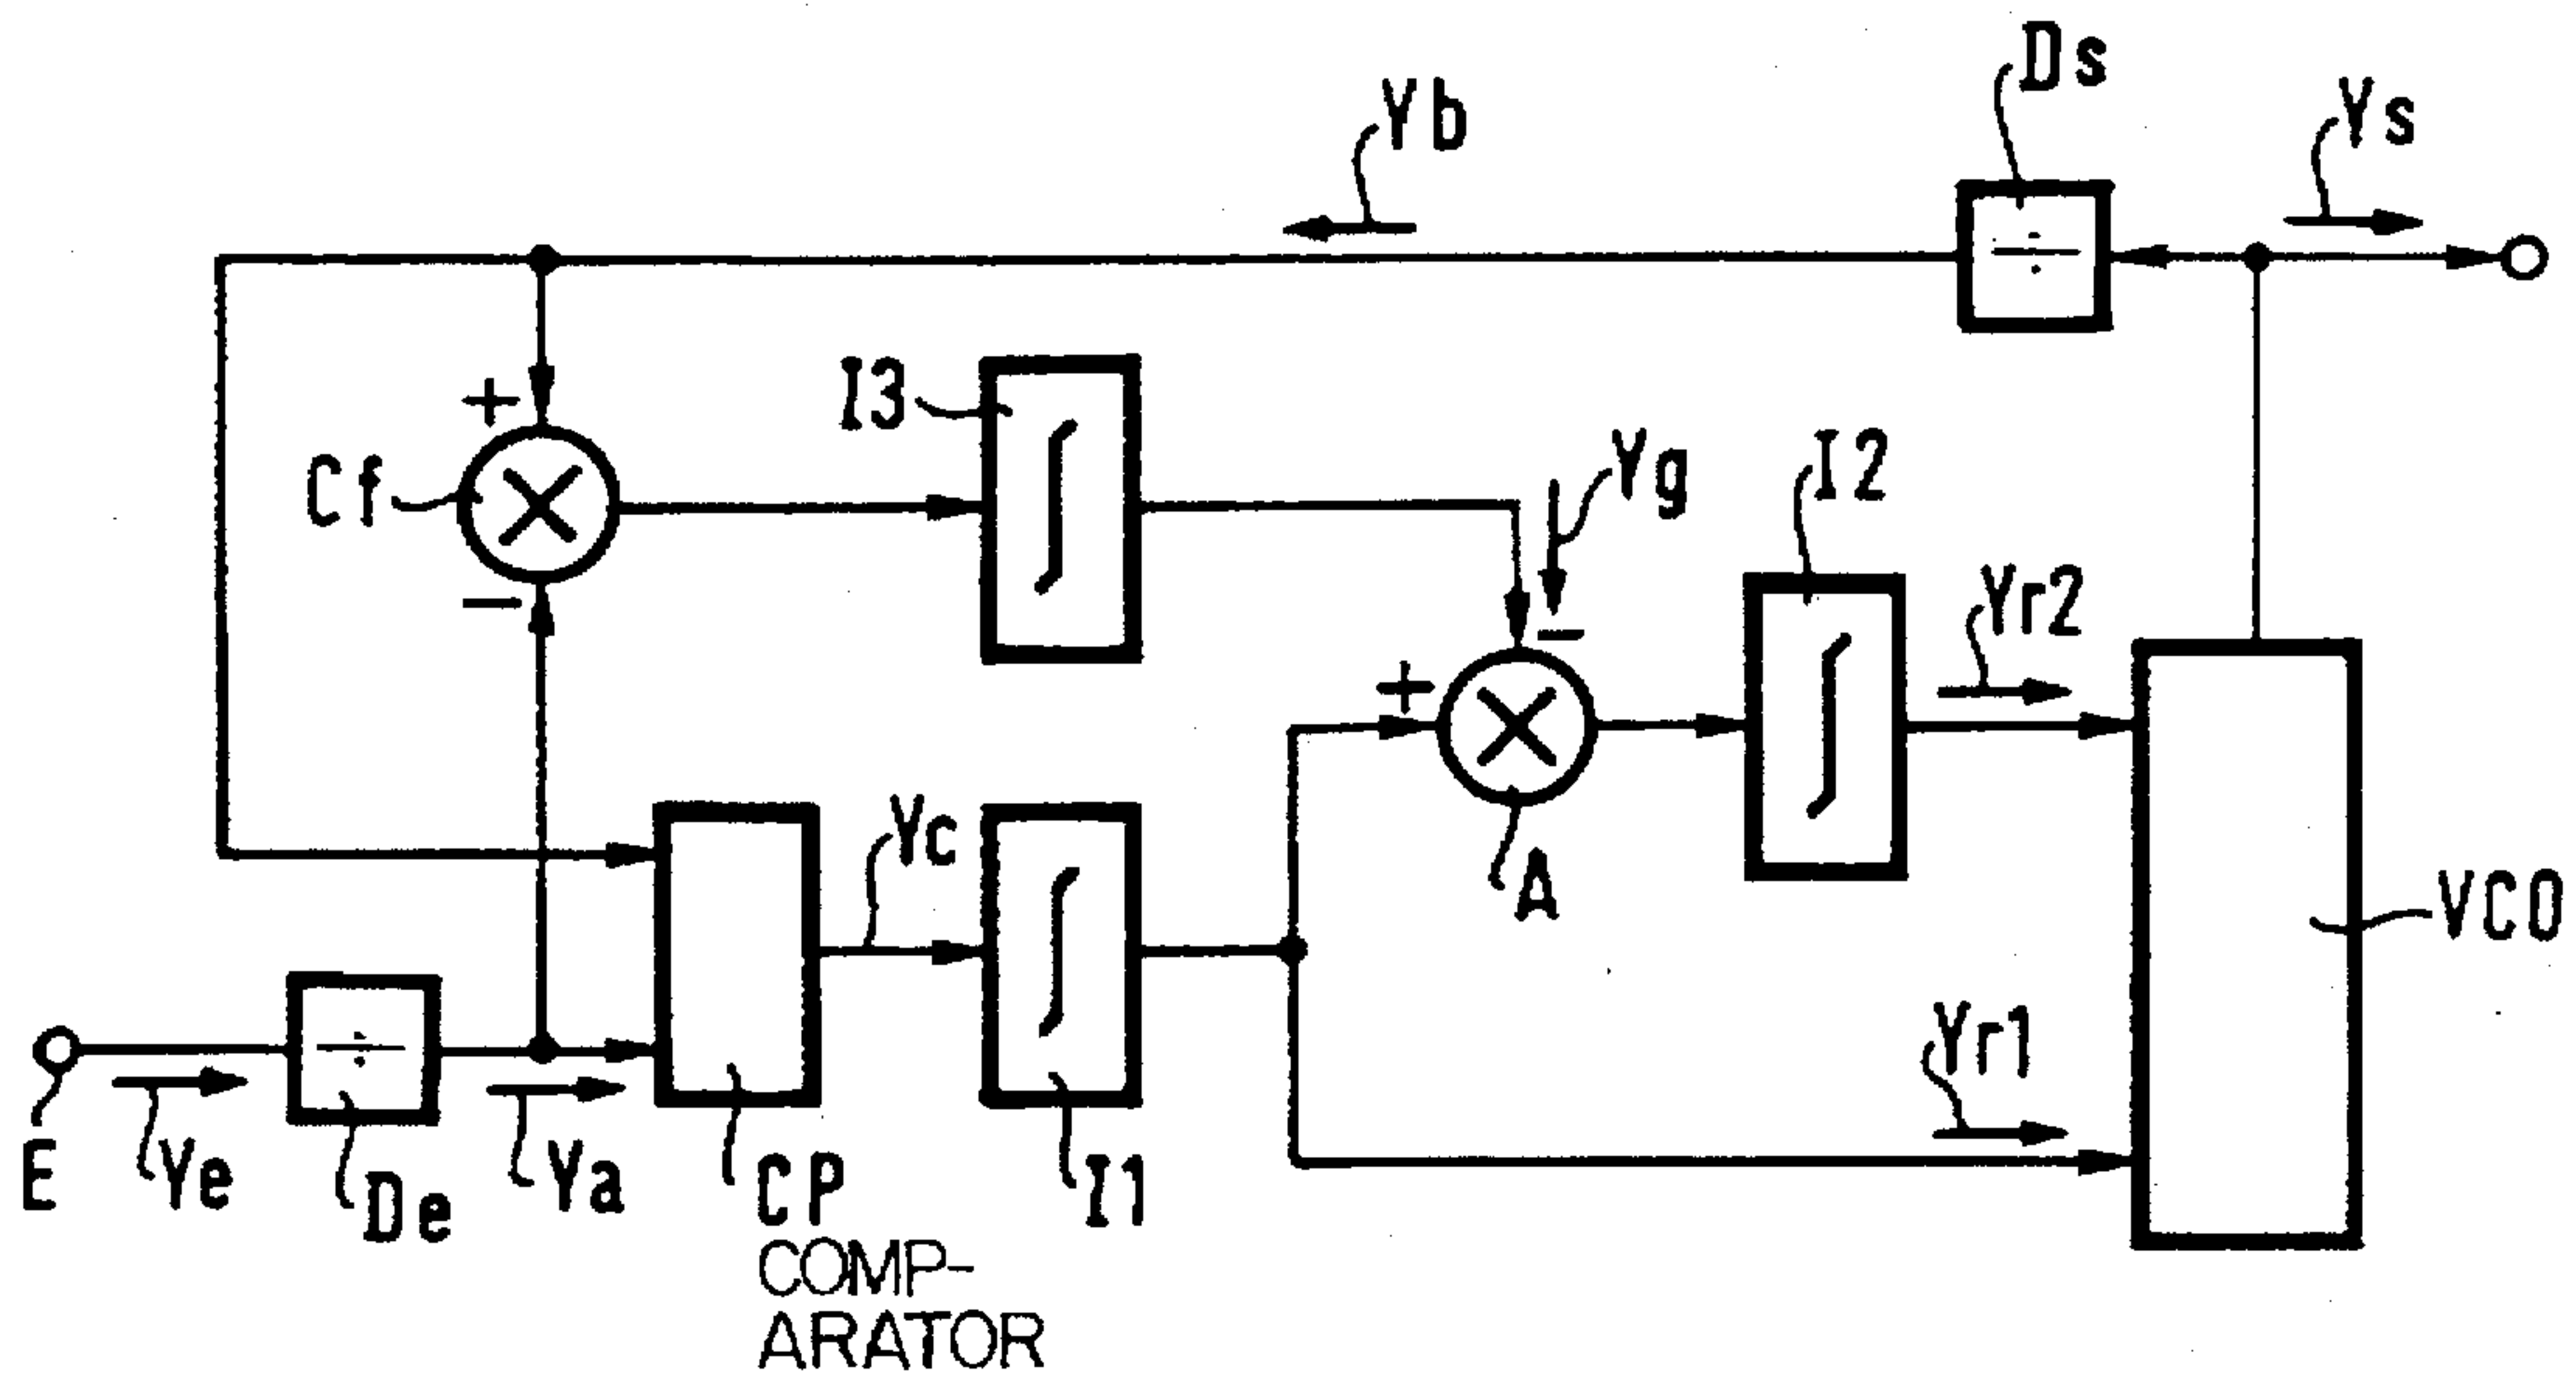 Ds
Yb
Ys
+
I3
Yg
I2
Cf
−
Yr2
−
+
Yc
A
VCO
Yr1
E
Ye
De
Ya
CP
I1
COMP-
ARATOR